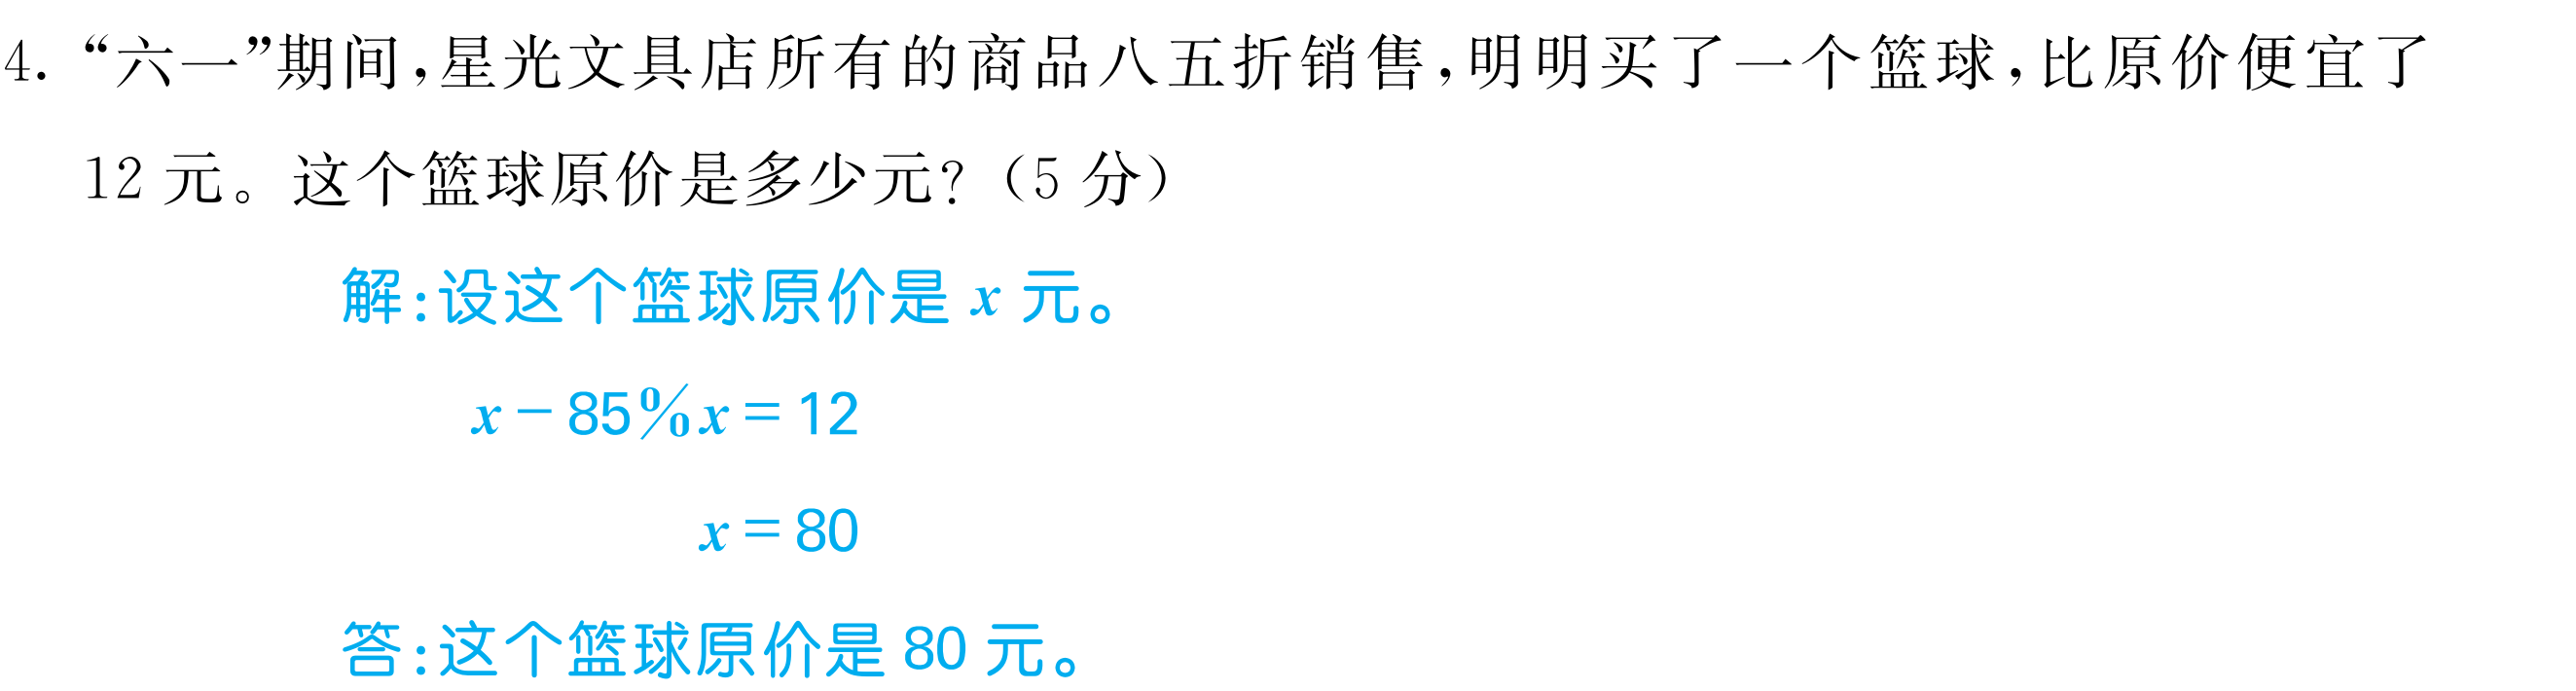 4. “六一”期间,星光文具店所有的商品八五折销售,明明买了一个篮球,比原价便宜了
12 元。这个篮球原价是多少元?(5 分)
解:设这个篮球原价是 x 元。
x − 85%x = 12
x = 80
答:这个篮球原价是 80 元。